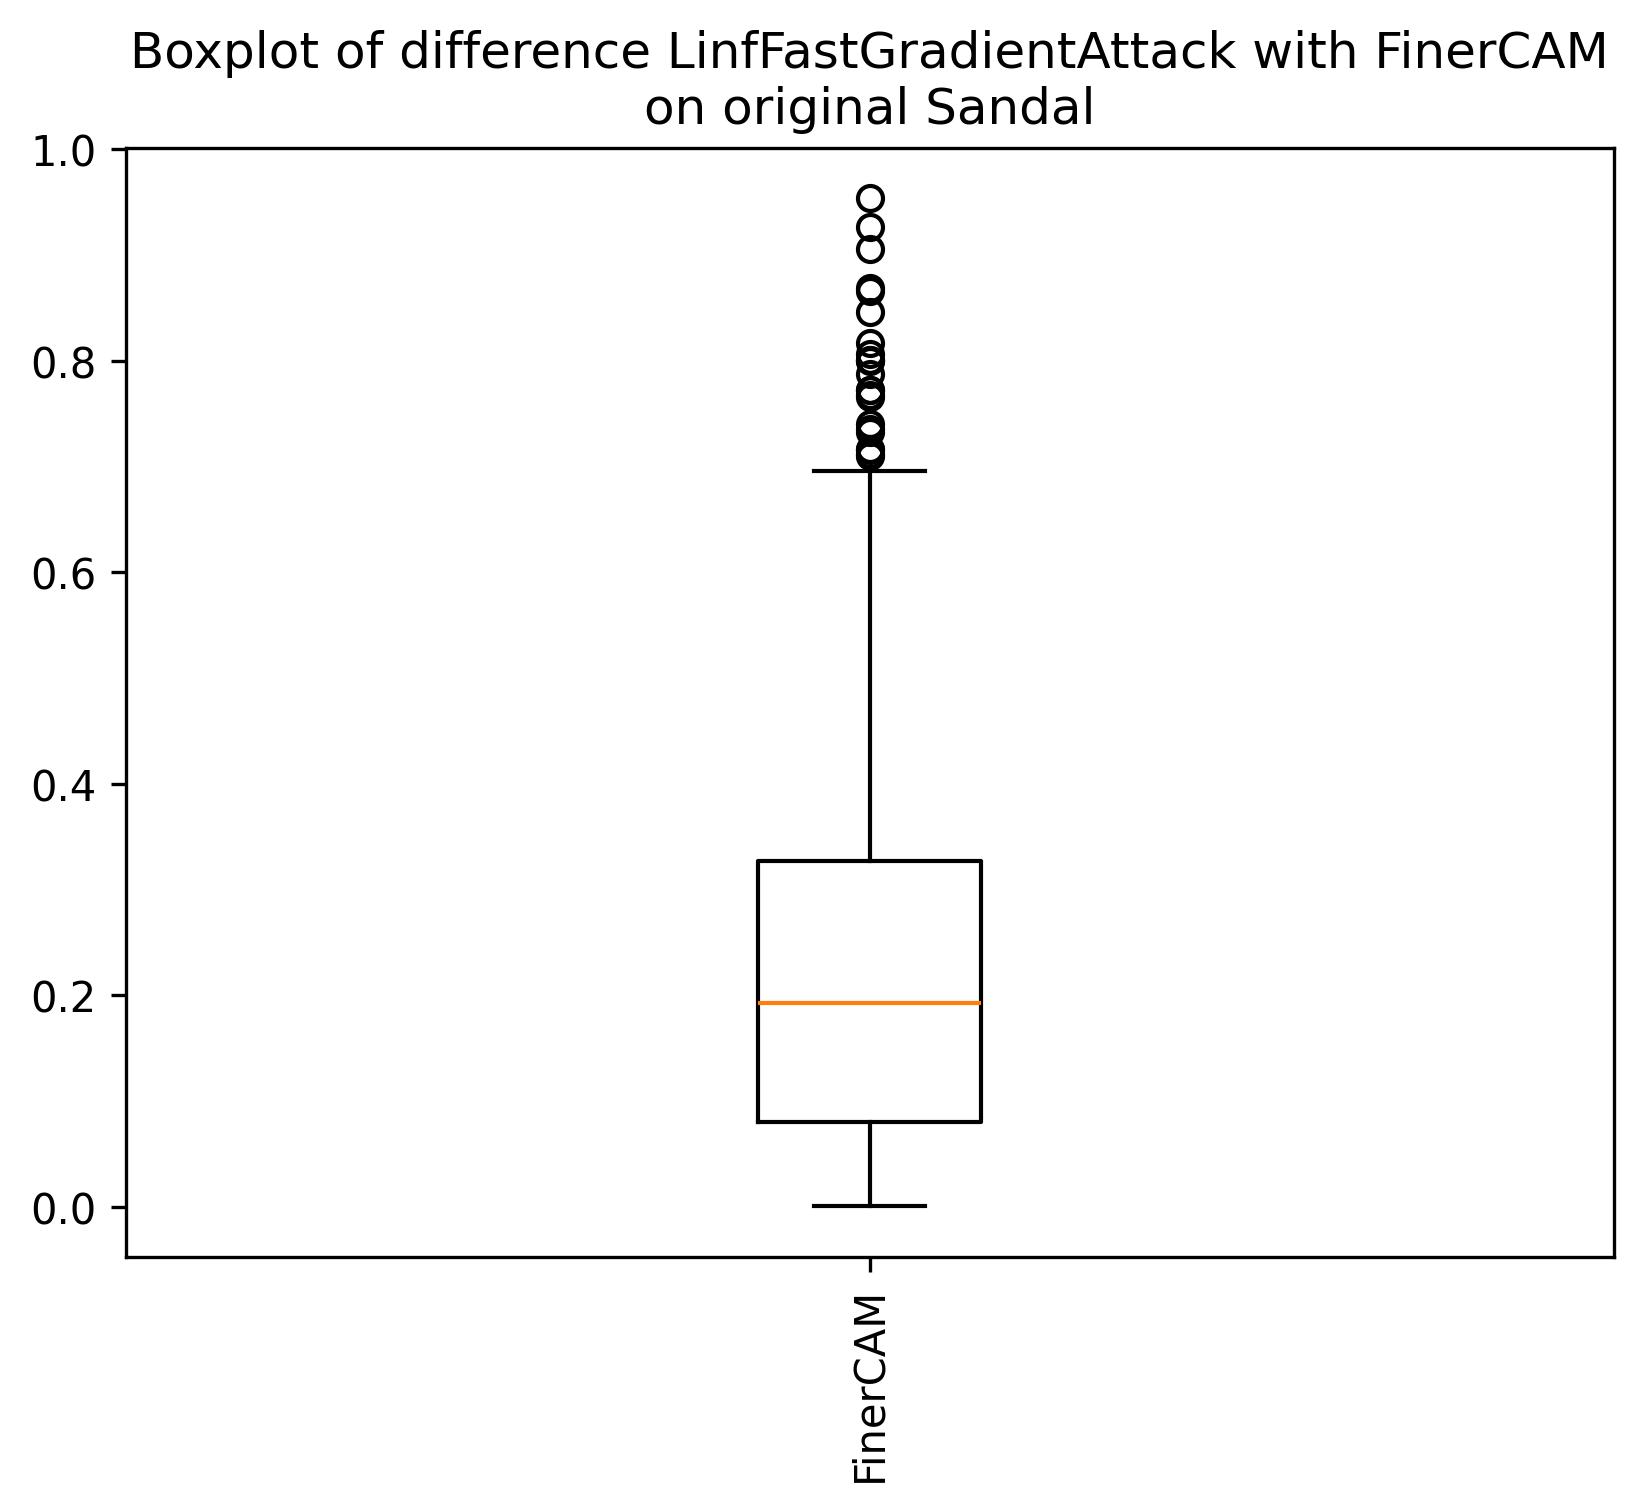 Boxplot of difference LinfFastGradientAttack with FinerCAM
on original Sandal
1.0
0.8
0.6
0.4
0.2
0.0
FinerCAM